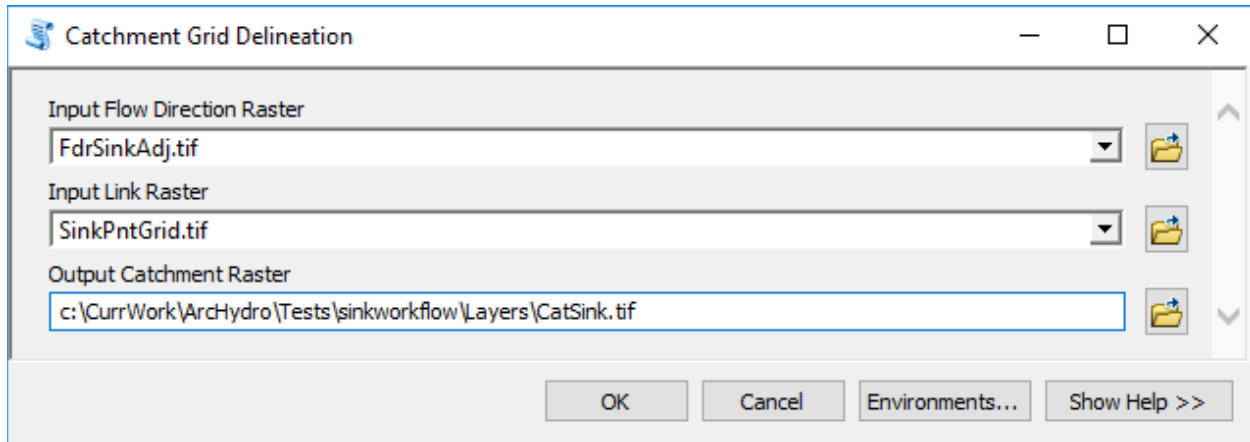 Catchment Grid Delineation
Input Flow Direction Raster
FdrSinkAdj.tif
Input Link Raster
SinkPntGrid.tif
Output Catchment Raster
c:\CurrWork\ArcHydro\Tests\sinkworkflow\Layers\CatSink.tif
OK Cancel Environments... Show Help >>